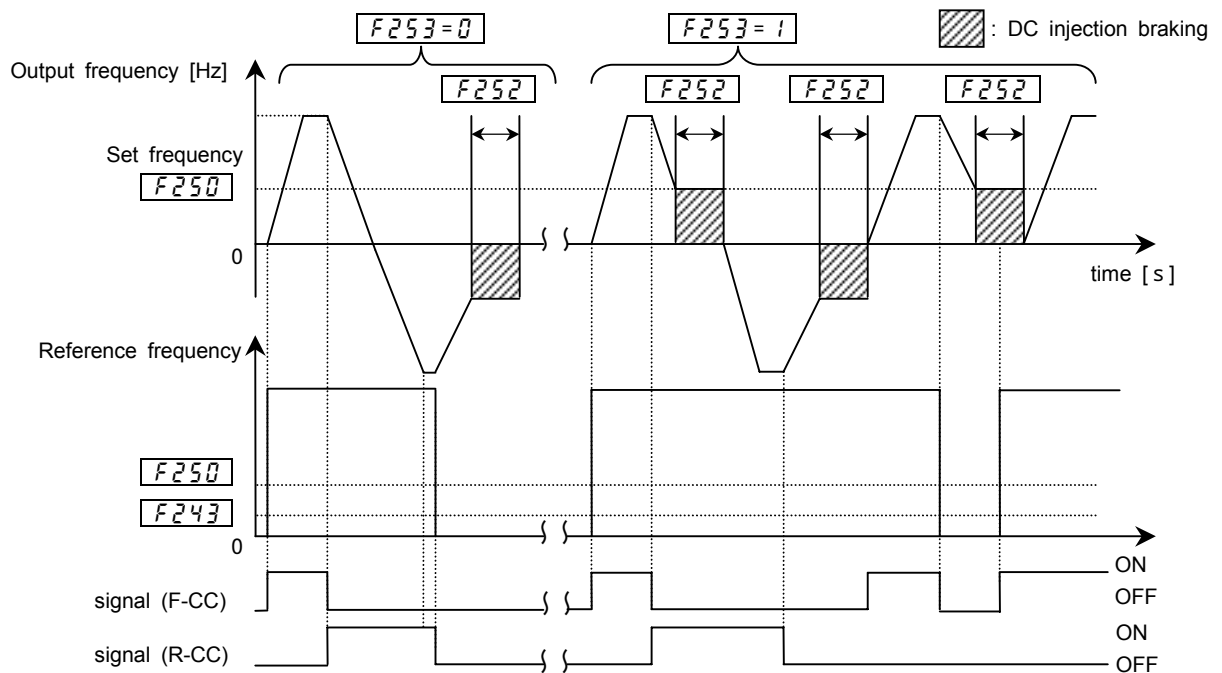 F253=0
F253=1
: DC injection braking
Output frequency [Hz]
F252
F252
F252
F252
Set frequency
F250
0
time [s]
Reference frequency
F250
F243
0
ON
signal (F-CC)
OFF
ON
signal (R-CC)
OFF